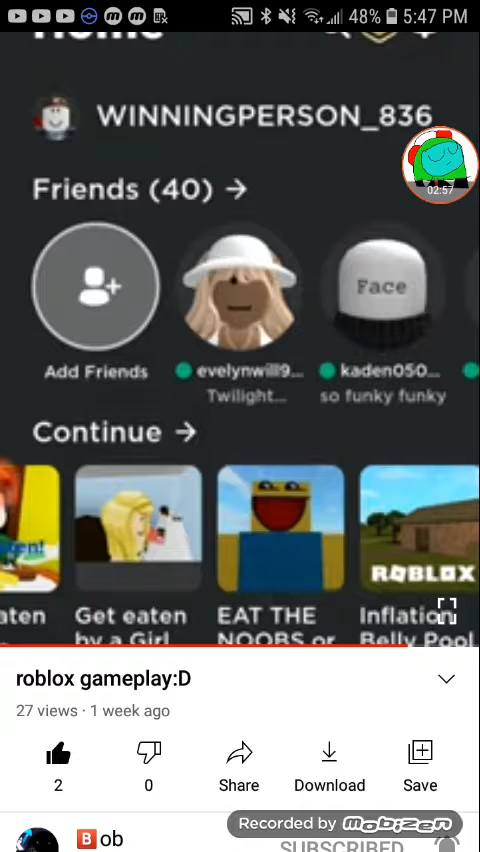 48% 5:47 PM
Home
WINNINGPERSON_836
02:57
Friends (40) →
Face
Add Friends
evelynwill9...
kaden050...
Twilight...
so funky funky
Continue →
ROBLOX
aten
Get eaten
EAT THE
Inflation
by a Girl
NOOBS or
Belly Pool
roblox gameplay:D
27 views · 1 week ago
2
0
Share
Download
Save
Recorded by mobizen
🅱ob
SUBSCRIBED